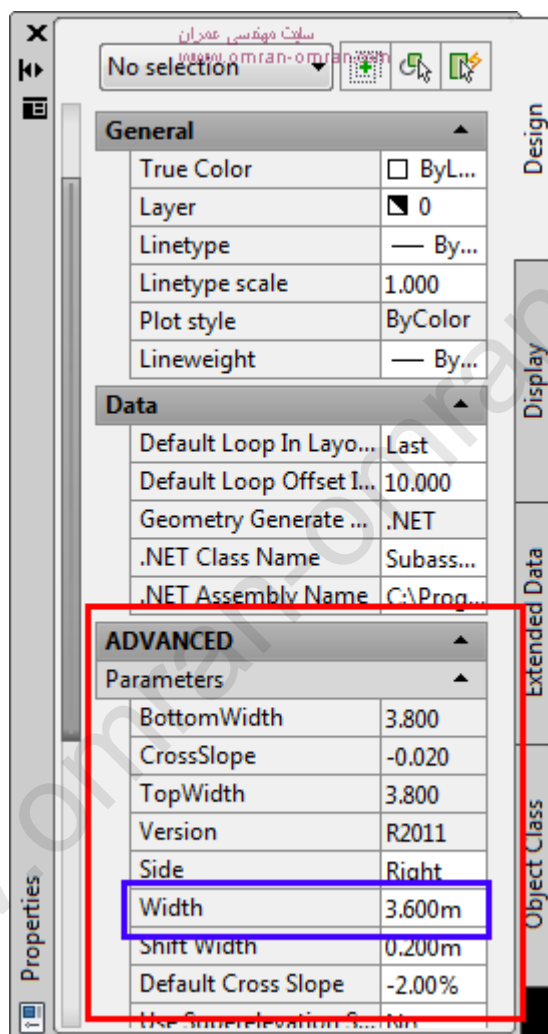 سایت مهندسی عمران
No selection
General
True Color ByL...
Layer 0
Linetype By...
Linetype scale 1.000
Plot style ByColor
Lineweight By...
Data
Default Loop In Layo... Last
Default Loop Offset I... 10.000
Geometry Generate ... .NET
.NET Class Name Subass...
.NET Assembly Name C:\Prog...
ADVANCED
Parameters
BottomWidth 3.800
CrossSlope -0.020
TopWidth 3.800
Version R2011
Side Right
Width 3.600m
Shift Width 0.200m
Default Cross Slope -2.00%
Use Superelevation S... No
Design
Display
Extended Data
Object Class
Properties